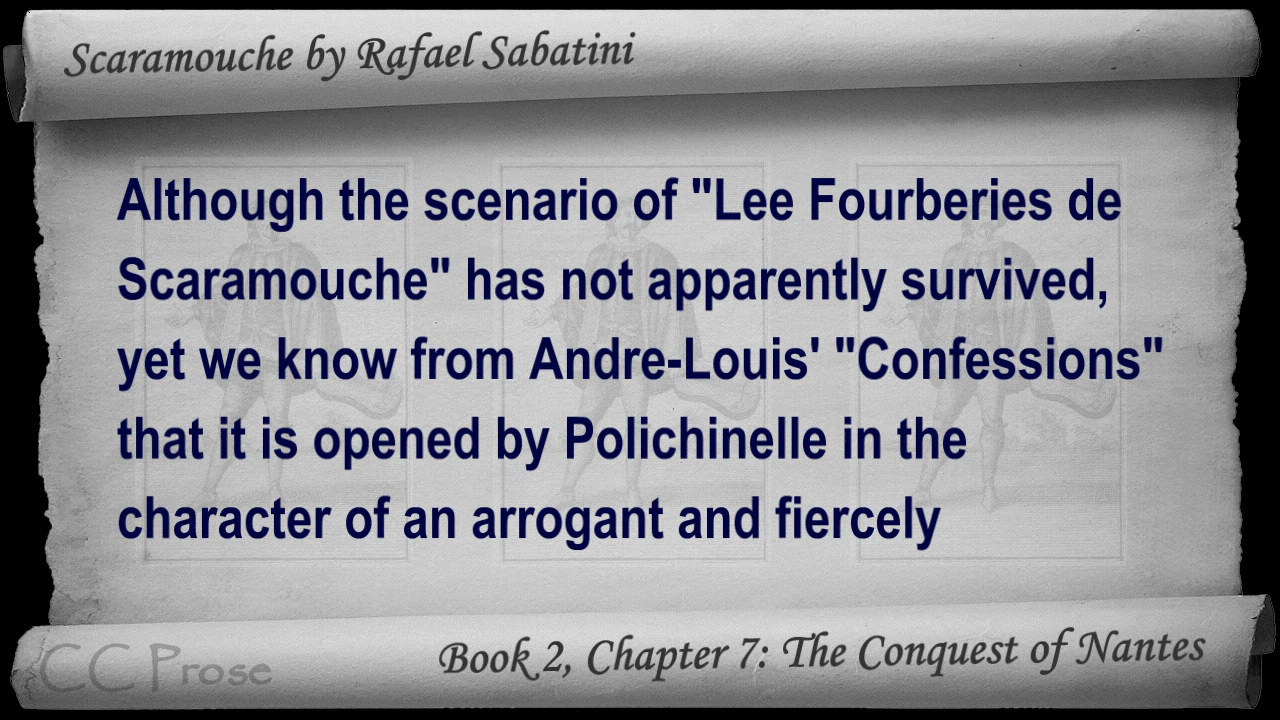 Scaramouche by Rafael Sabatini
Although the scenario of "Lee Fourberies de
Scaramouche" has not apparently survived,
yet we know from Andre-Louis' "Confessions"
that it is opened by Polichinelle in the
character of an arrogant and fiercely
CC Prose
Book 2, Chapter 7: The Conquest of Nantes